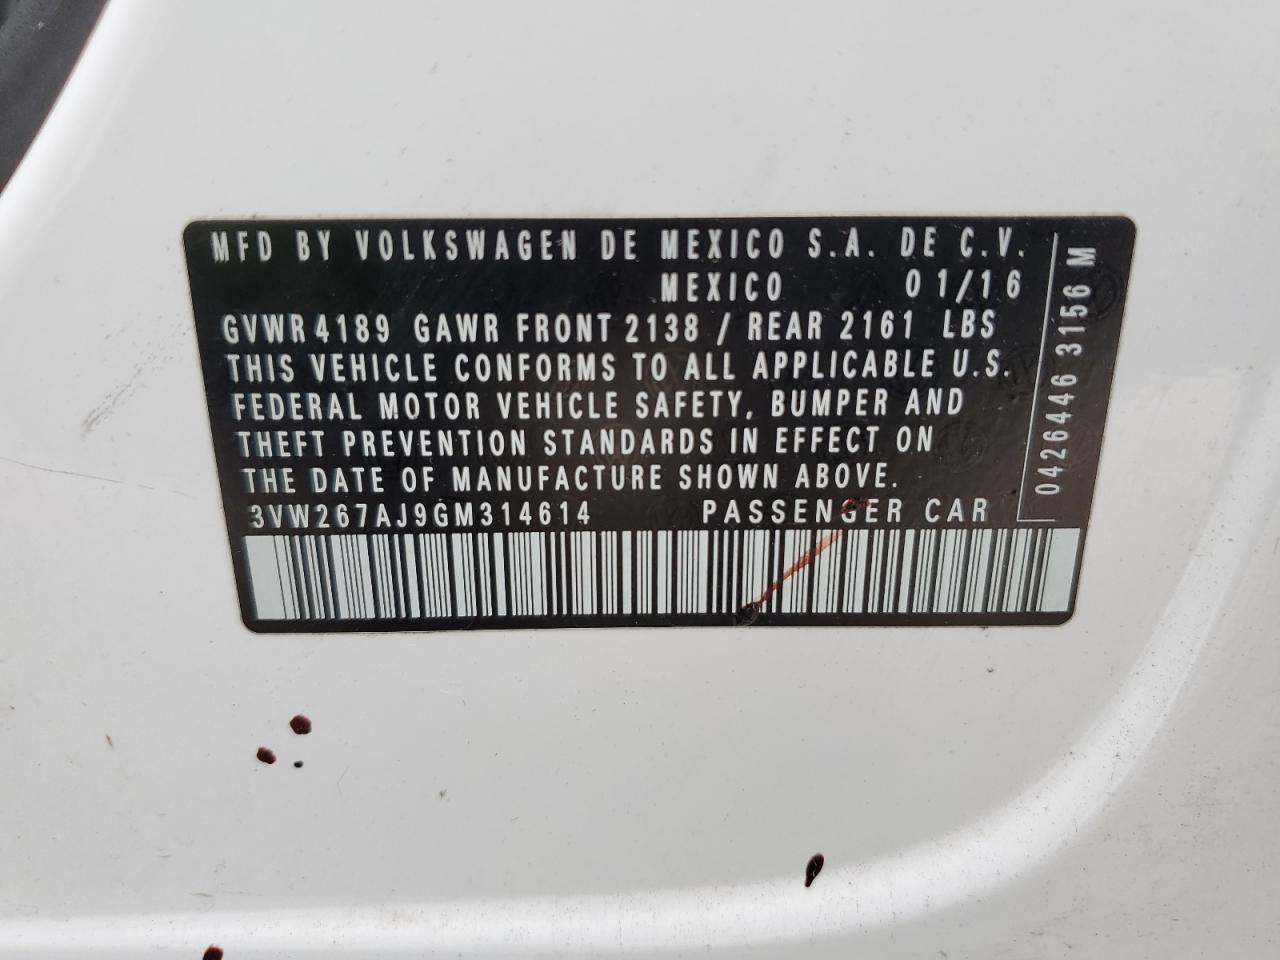 MFD BY VOLKSWAGEN DE MEXICO S.A. DE C.V.
MEXICO 01/16
GVWR 4189 GAWR FRONT 2138 / REAR 2161 LBS
THIS VEHICLE CONFORMS TO ALL APPLICABLE U.S.
FEDERAL MOTOR VEHICLE SAFETY, BUMPER AND
THEFT PREVENTION STANDARDS IN EFFECT ON
THE DATE OF MANUFACTURE SHOWN ABOVE.
3VW267AJ9GM314614 PASSENGER CAR
0426446 3156 M